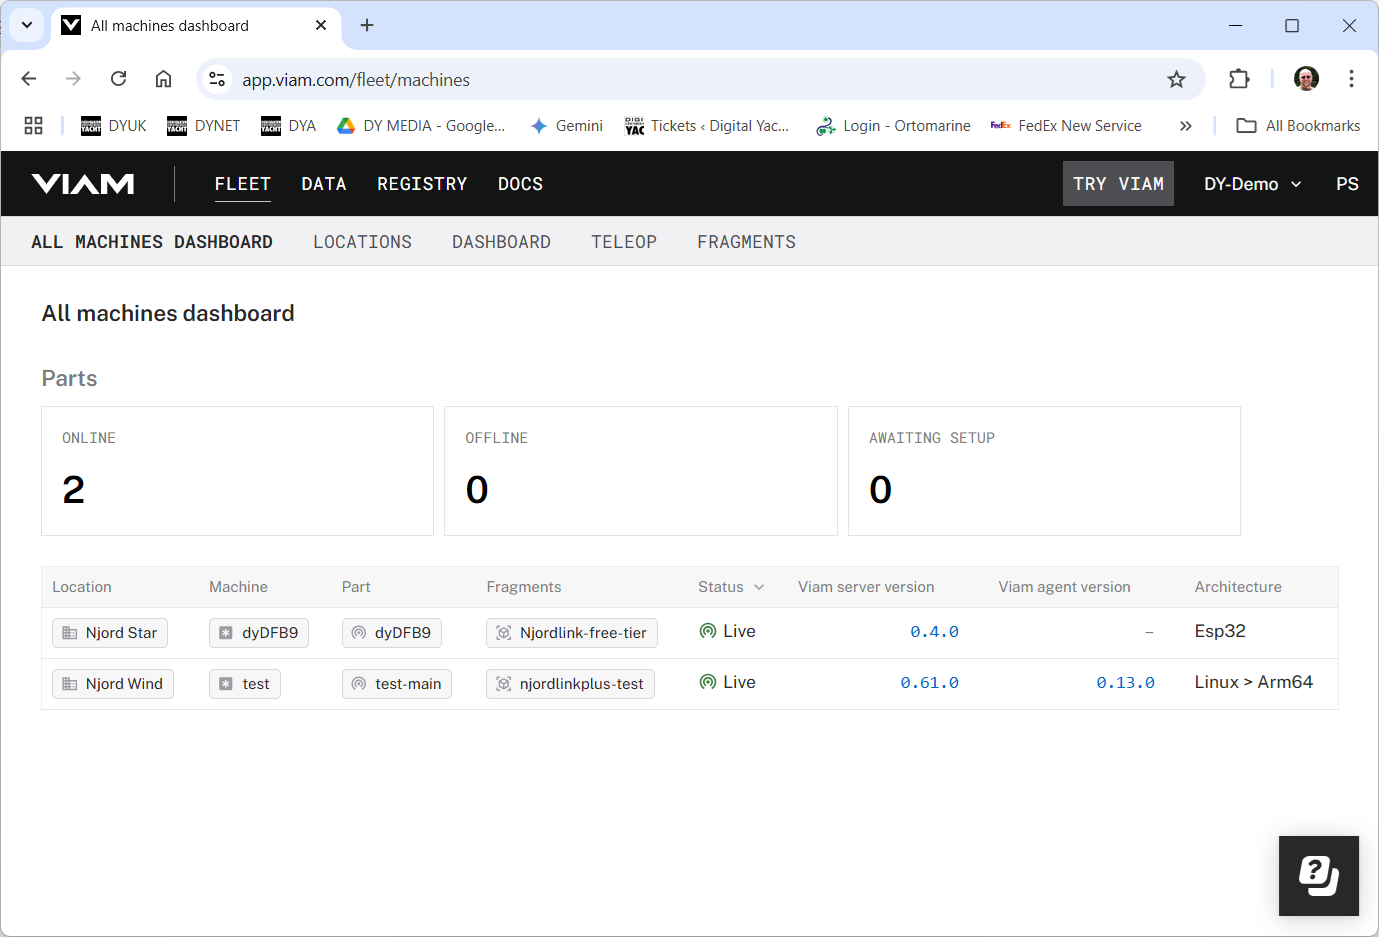 All machines dashboard
app.viam.com/fleet/machines
DYUK DYNET DYA DY MEDIA - Google... Gemini Tickets ‹ Digital Yac... Login - Ortomarine FedEx New Service All Bookmarks
VIAM FLEET DATA REGISTRY DOCS TRY VIAM DY-Demo PS
ALL MACHINES DASHBOARD LOCATIONS DASHBOARD TELEOP FRAGMENTS
All machines dashboard
Parts
ONLINE OFFLINE AWAITING SETUP
2 0 0
Location Machine Part Fragments Status Viam server version Viam agent version Architecture
Njord Star dyDFB9 dyDFB9 Njordlink-free-tier Live 0.4.0 – Esp32
Njord Wind test test-main njordlinkplus-test Live 0.61.0 0.13.0 Linux > Arm64